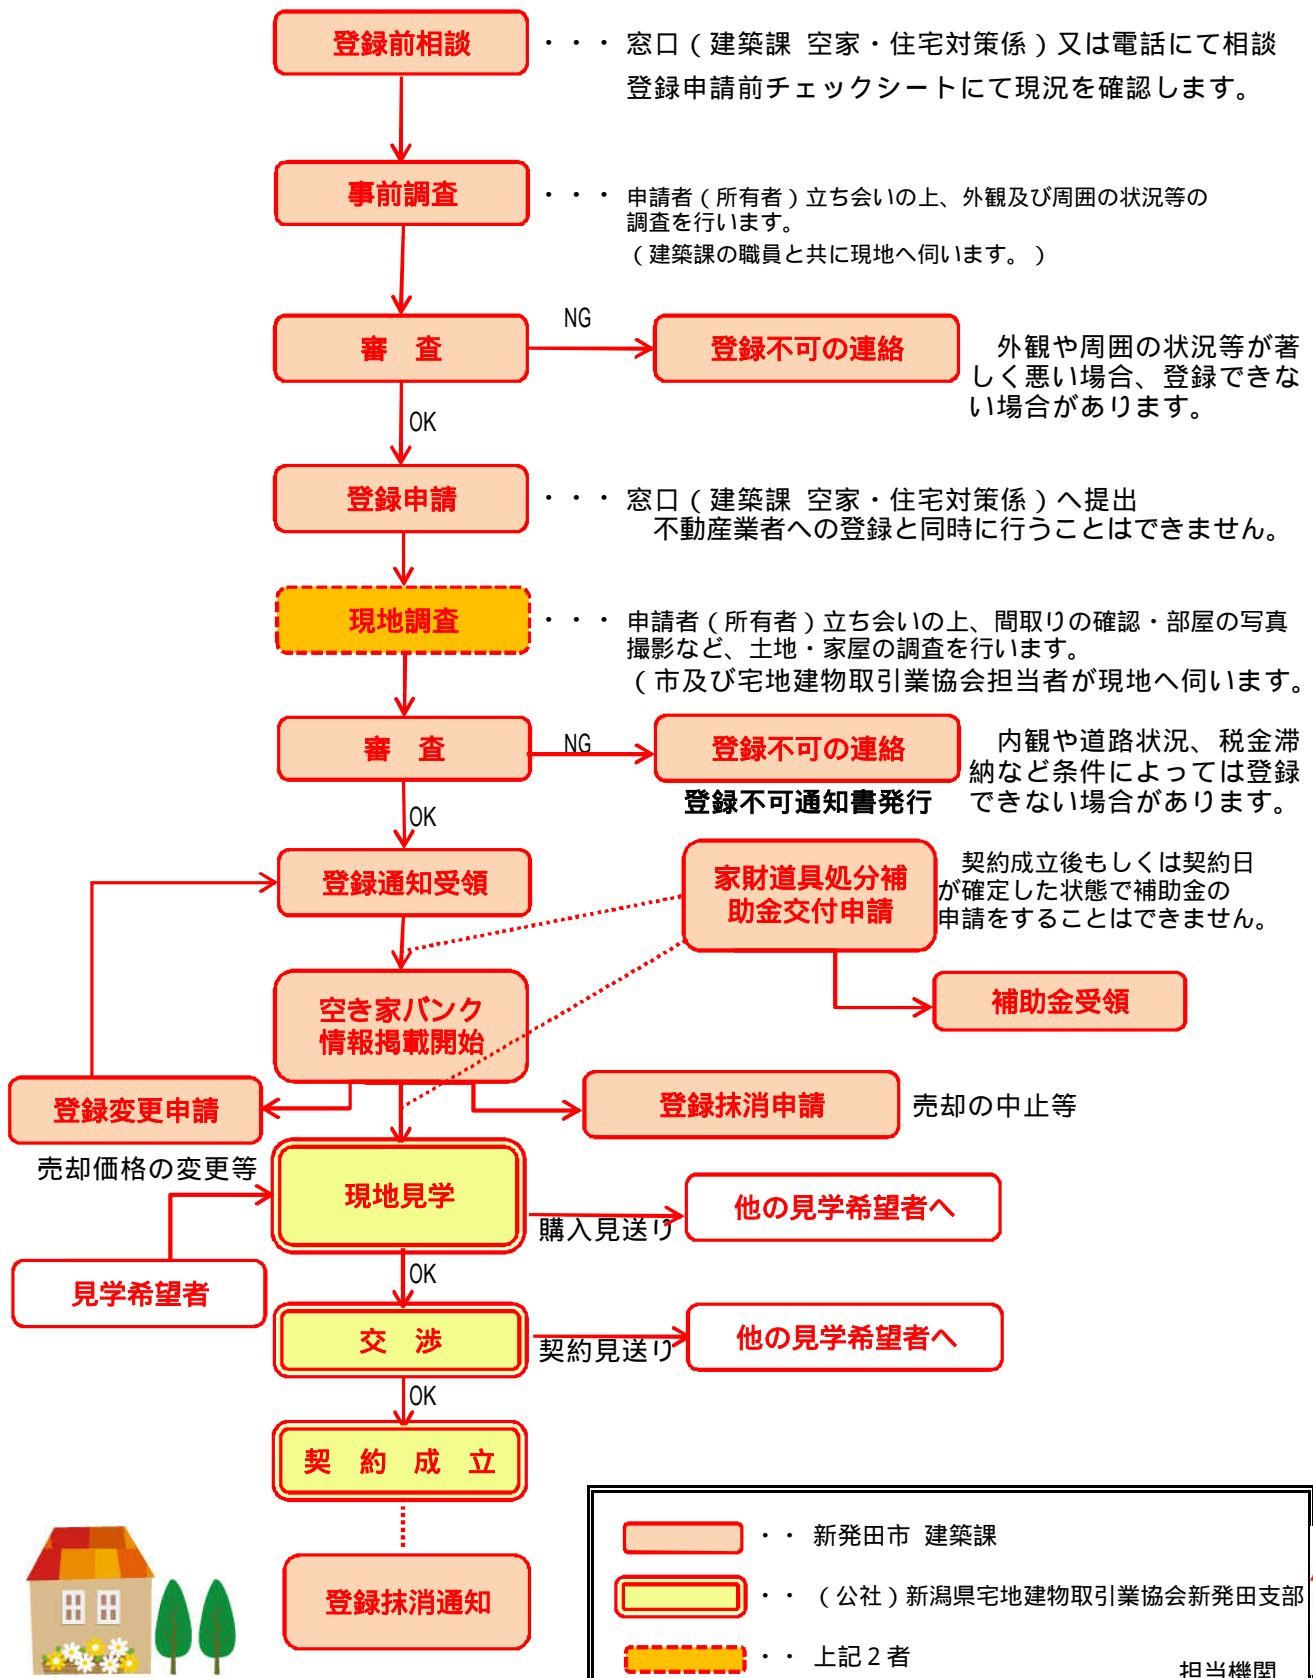 登録前相談
・・・ 窓口（建築課 空家・住宅対策係）又は電話にて相談
登録申請前チェックシートにて現況を確認します。
事前調査
・・・ 申請者（所有者）立ち会いの上、外観及び周囲の状況等の
調査を行います。
（建築課の職員と共に現地へ伺います。）
審 査
NG
登録不可の連絡
外観や周囲の状況等が著
しく悪い場合、登録できな
い場合があります。
OK
登録申請
・・・ 窓口（建築課 空家・住宅対策係）へ提出
不動産業者への登録と同時に行うことはできません。
現地調査
・・・ 申請者（所有者）立ち会いの上、間取りの確認・部屋の写真
撮影など、土地・家屋の調査を行います。
（市及び宅地建物取引業協会担当者が現地へ伺います。
審 査
NG
登録不可の連絡
登録不可通知書発行
内観や道路状況、税金滞
納など条件によっては登録
できない場合があります。
OK
登録通知受領
家財道具処分補
助金交付申請
契約成立後もしくは契約日
が確定した状態で補助金の
申請をすることはできません。
補助金受領
空き家バンク
情報掲載開始
登録変更申請
売却価格の変更等
登録抹消申請
売却の中止等
現地見学
購入見送り
他の見学希望者へ
見学希望者
OK
交 渉
契約見送り
他の見学希望者へ
OK
契 約 成 立
登録抹消通知
・・ 新発田市 建築課
・・ （公社）新潟県宅地建物取引業協会新発田支部
・・ 上記２者
担当機関